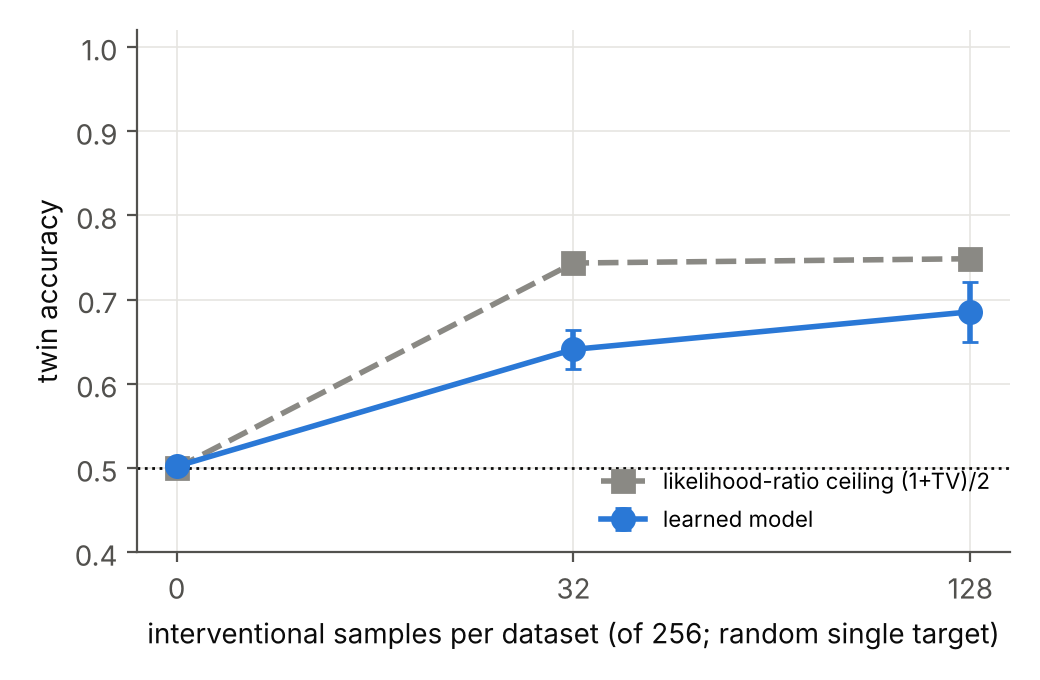 1.0
0.9
0.8
0.7
0.6
0.5
0.4
twin accuracy
likelihood-ratio ceiling (1+TV)/2
learned model
0 32 128
interventional samples per dataset (of 256; random single target)